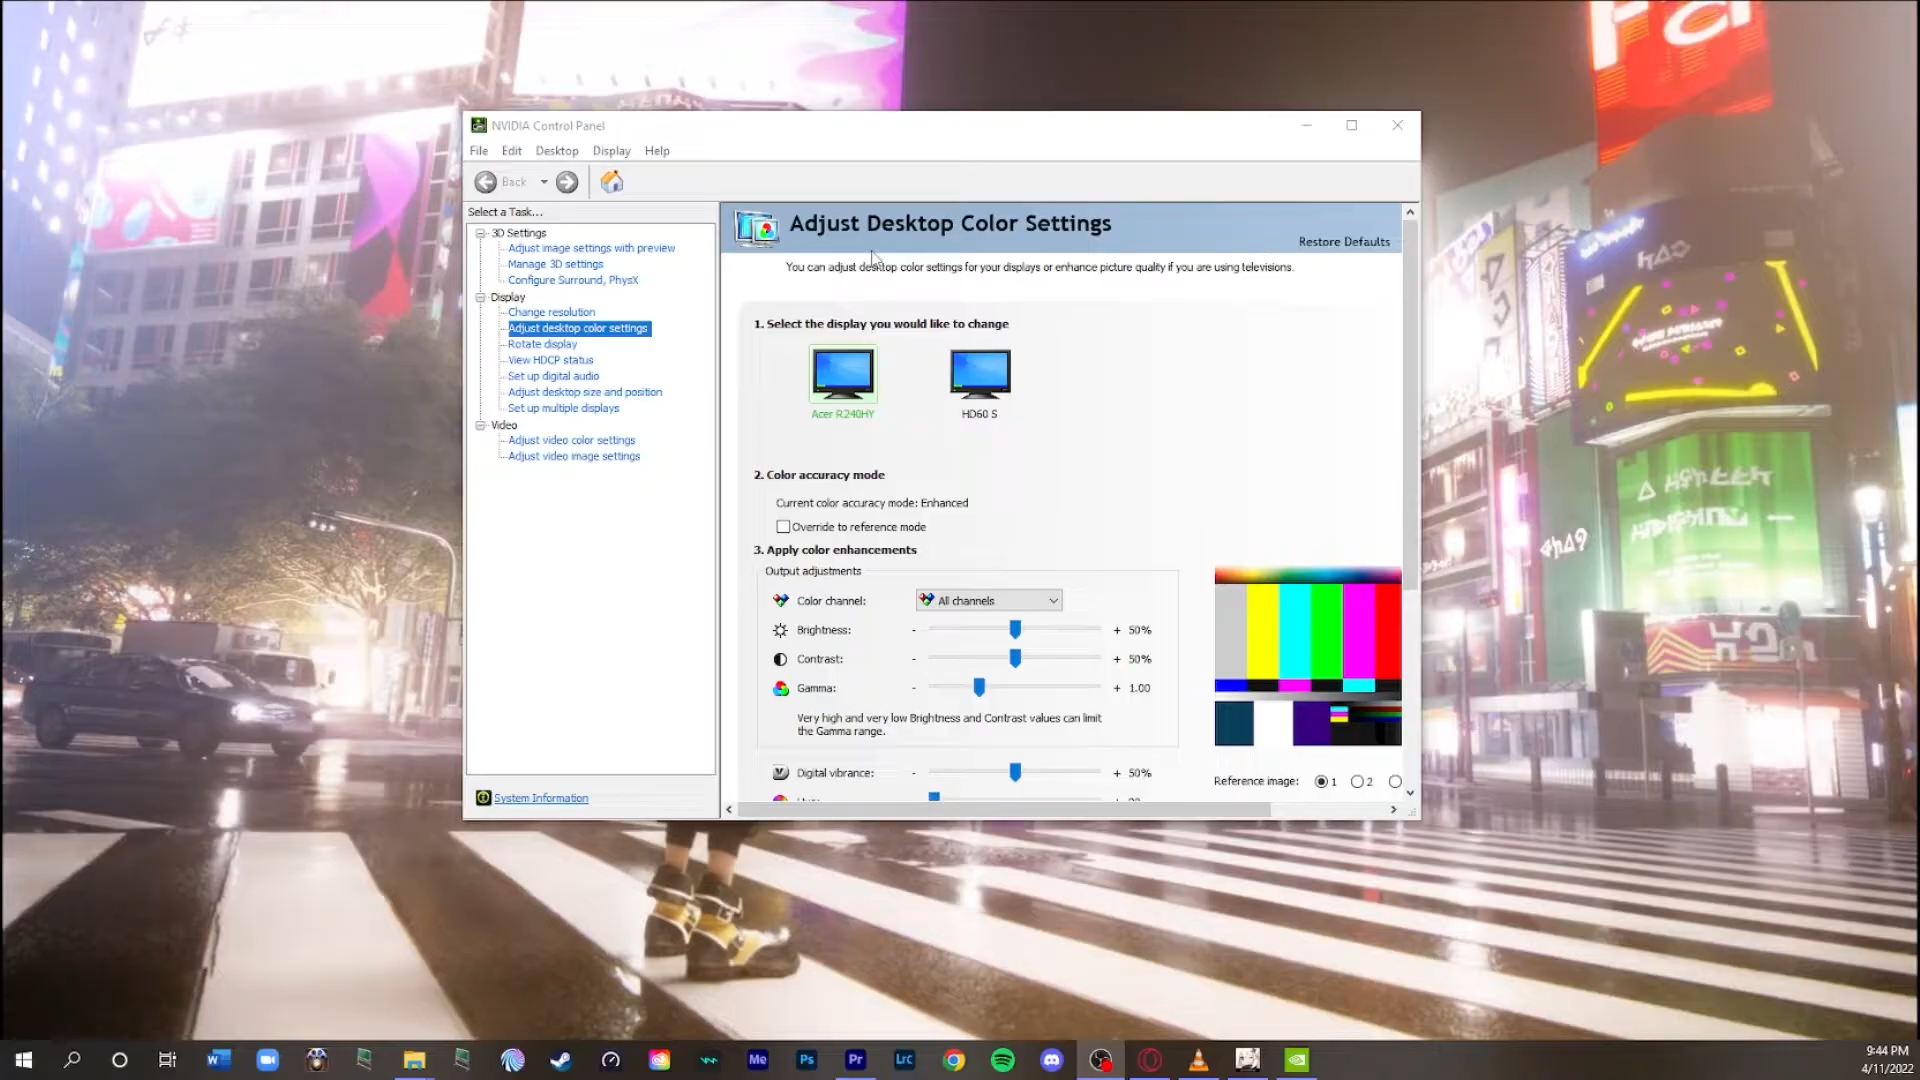 NVIDIA Control Panel
File Edit Desktop Display Help
Back
Select a Task...
3D Settings
Adjust image settings with preview
Manage 3D settings
Configure Surround, PhysX
Display
Change resolution
Adjust desktop color settings
Rotate display
View HDCP status
Set up digital audio
Adjust desktop size and position
Set up multiple displays
Video
Adjust video color settings
Adjust video image settings
System Information
Adjust Desktop Color Settings
Restore Defaults
You can adjust desktop color settings for your displays or enhance picture quality if you are using televisions.
1. Select the display you would like to change
Acer R240HY HD60 S
2. Color accuracy mode
Current color accuracy mode: Enhanced
Override to reference mode
3. Apply color enhancements
Output adjustments
Color channel: All channels
Brightness: - + 50%
Contrast: - + 50%
Gamma: - + 1.00
Very high and very low Brightness and Contrast values can limit
the Gamma range.
Digital vibrance: - + 50%
Reference image: 1 2
W Me Ps Pr LrC
9:44 PM
4/11/2022